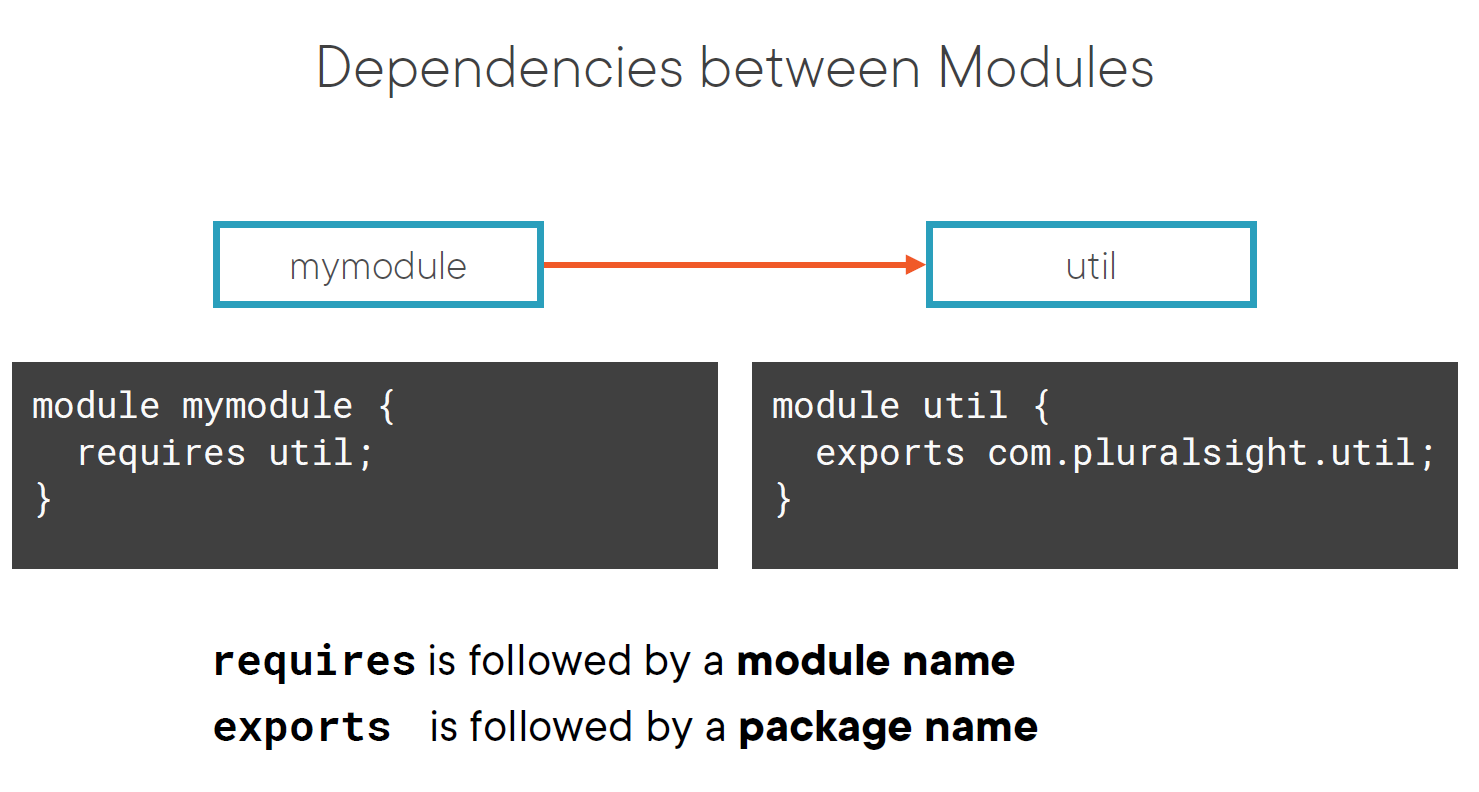 Dependencies between Modules
mymodule
util
module mymodule {
  requires util;
}
module util {
  exports com.pluralsight.util;
}
requires is followed by a module name
exports is followed by a package name